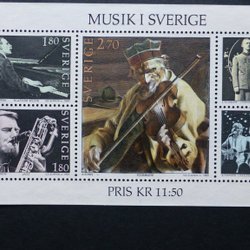 MUSIK I SVERIGE
SVERIGE
1.80
SVERIGE 2.70
SVERIGE 1.80
PRIS KR 11:50